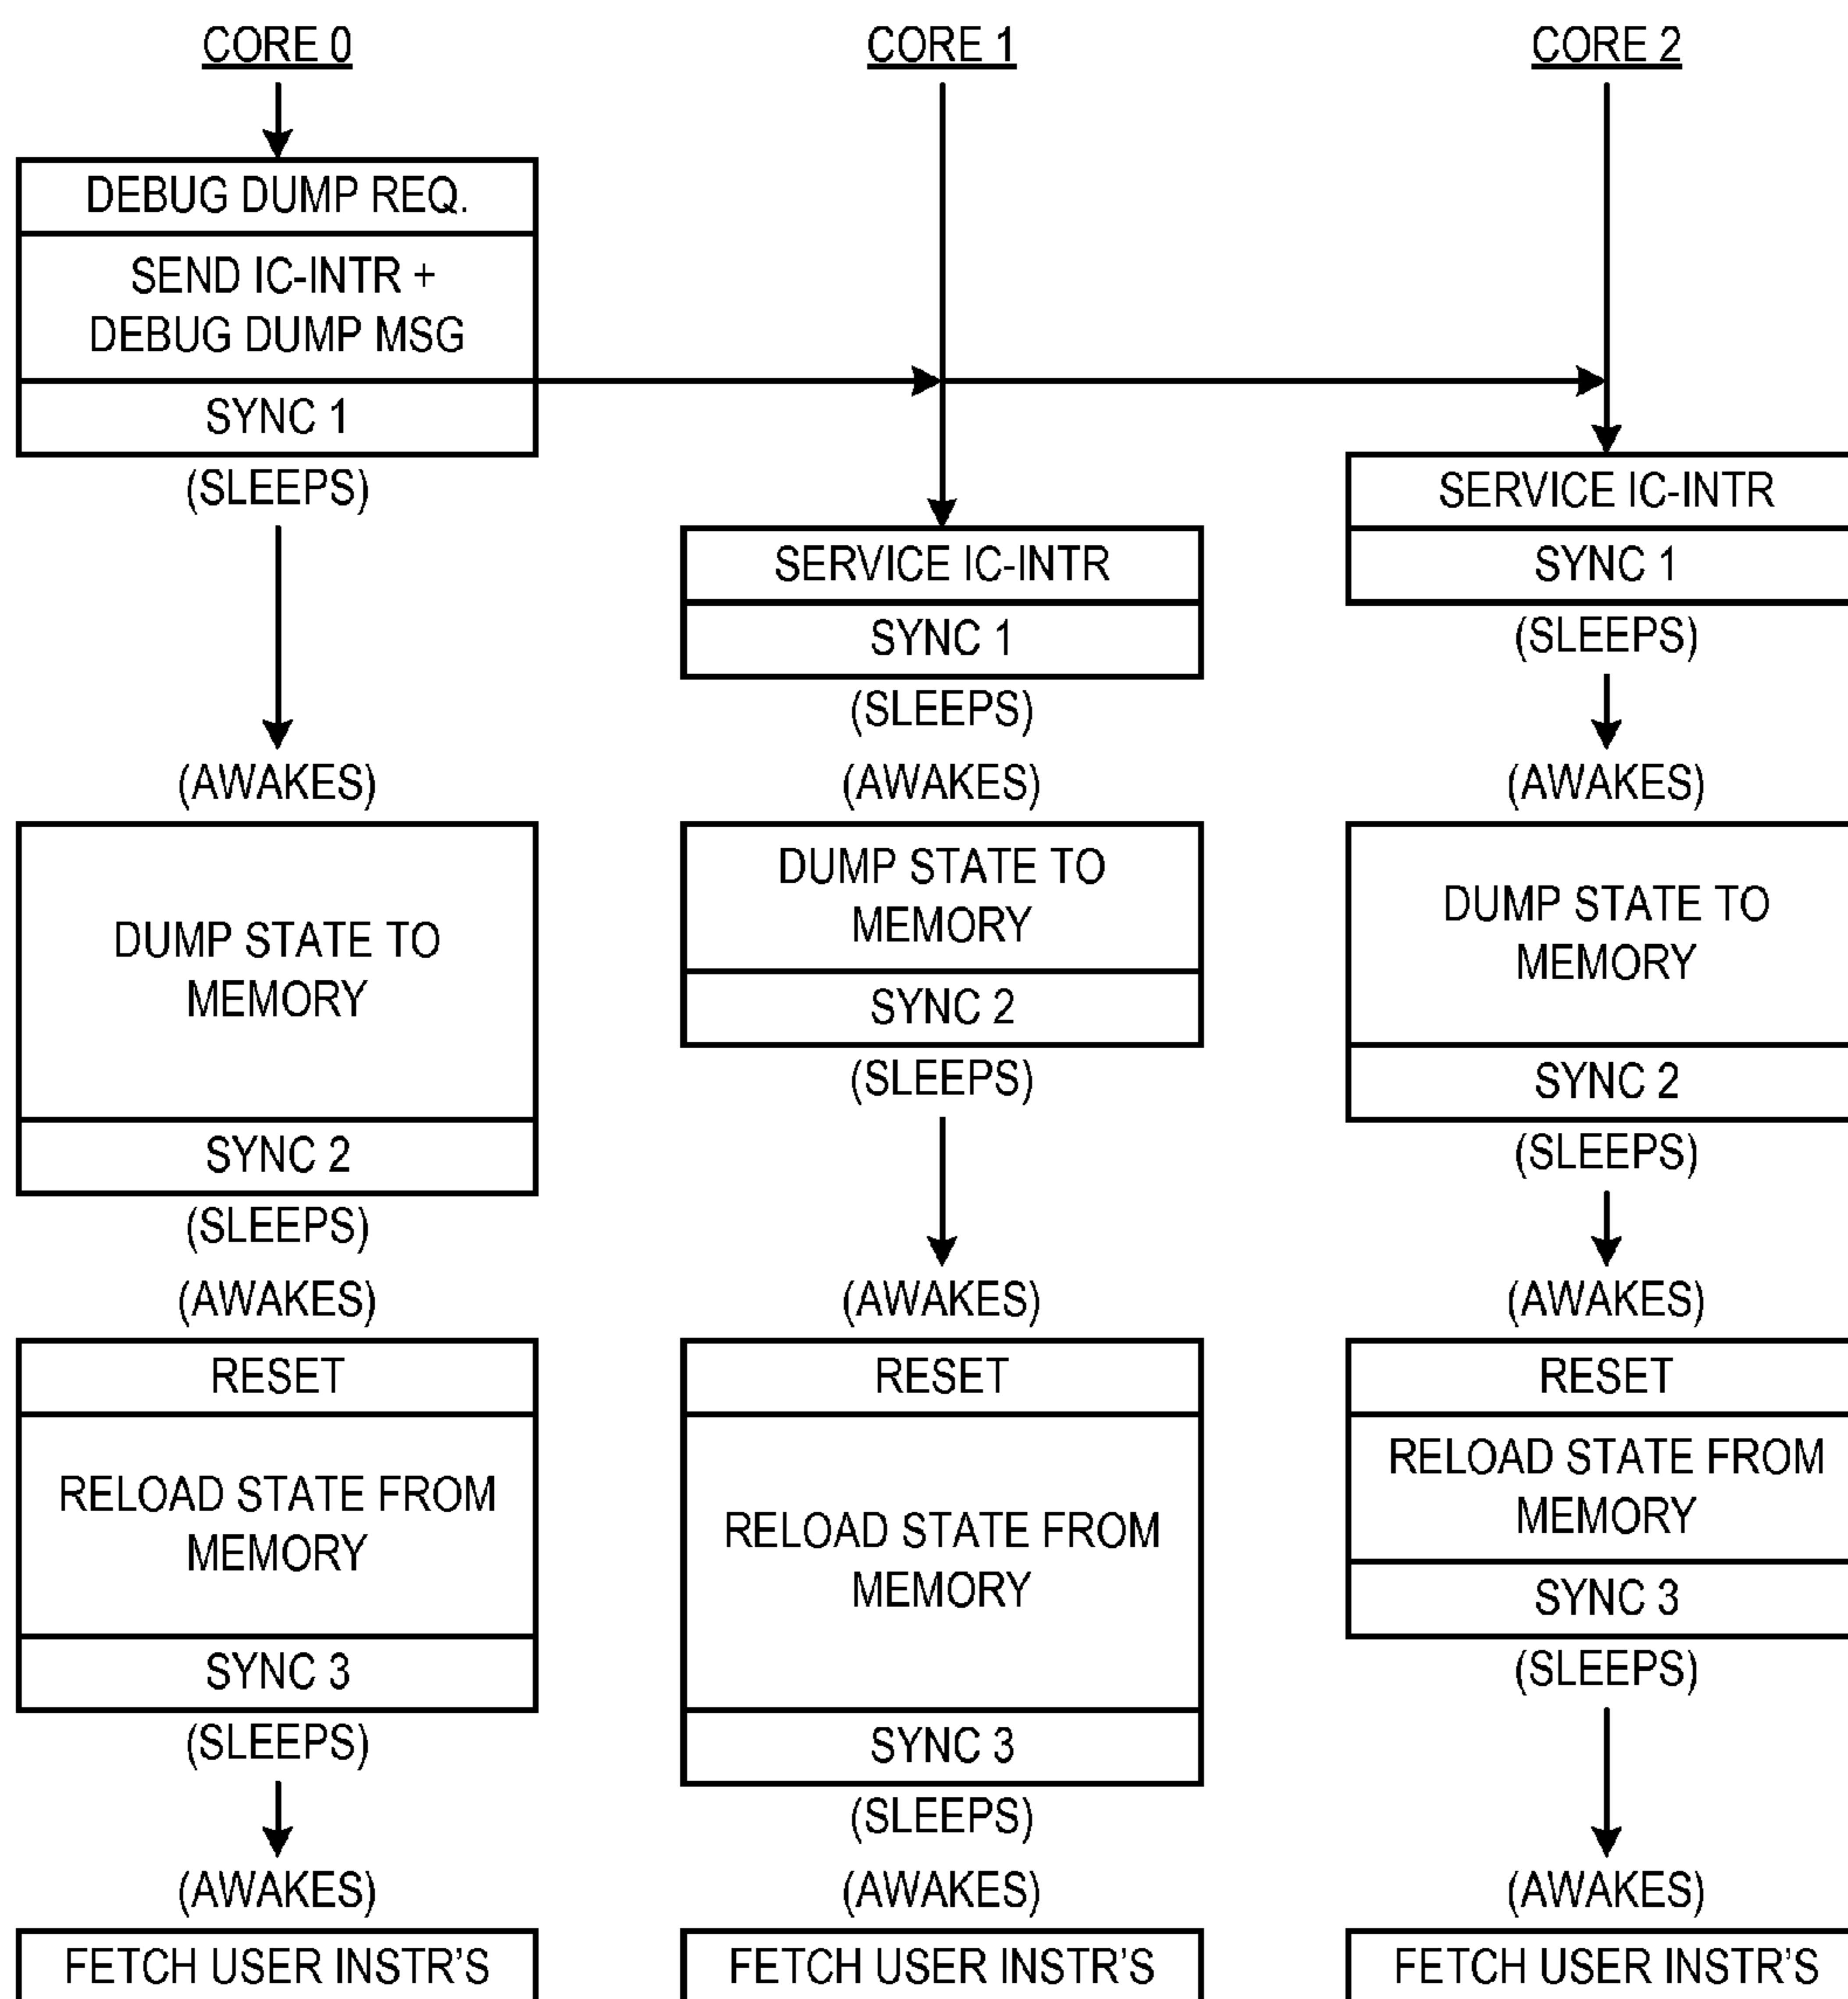 CORE 0
CORE 1
CORE 2
DEBUG DUMP REQ.
SEND IC-INTR +
DEBUG DUMP MSG
SYNC 1
(SLEEPS)
SERVICE IC-INTR
SYNC 1
(SLEEPS)
SERVICE IC-INTR
SYNC 1
(SLEEPS)
(AWAKES)
(AWAKES)
(AWAKES)
DUMP STATE TO
MEMORY
SYNC 2
(SLEEPS)
DUMP STATE TO
MEMORY
SYNC 2
(SLEEPS)
DUMP STATE TO
MEMORY
SYNC 2
(SLEEPS)
(AWAKES)
(AWAKES)
(AWAKES)
RESET
RELOAD STATE FROM
MEMORY
SYNC 3
(SLEEPS)
RESET
RELOAD STATE FROM
MEMORY
SYNC 3
(SLEEPS)
RESET
RELOAD STATE FROM
MEMORY
SYNC 3
(SLEEPS)
(AWAKES)
(AWAKES)
(AWAKES)
FETCH USER INSTR'S
FETCH USER INSTR'S
FETCH USER INSTR'S